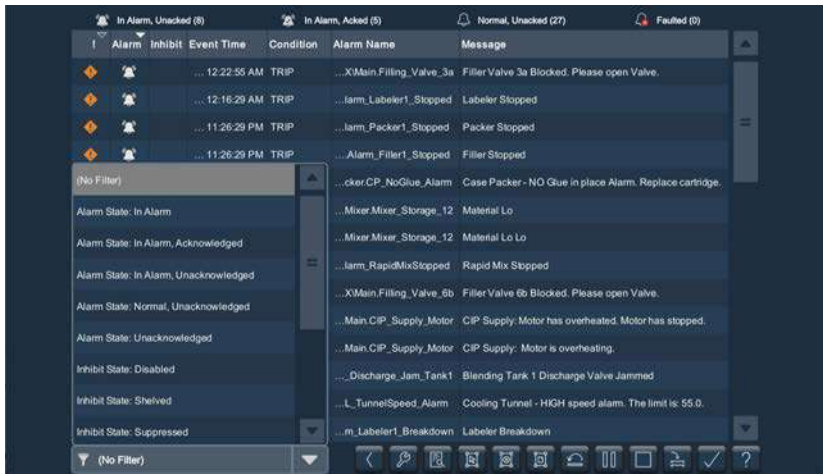 In Alarm, Unacked (8) In Alarm, Acked (5) Normal, Unacked (27) Faulted (0)
! Alarm Inhibit Event Time Condition Alarm Name Message
... 12:22:55 AM TRIP ...X\Main.Filling_Valve_3a Filler Valve 3a Blocked. Please open Valve.
... 12:16:29 AM TRIP ...larm_Labeler1_Stopped Labeler Stopped
... 11:26:29 PM TRIP ...larm_Packer1_Stopped Packer Stopped
... 11:26:29 PM TRIP ...Alarm_Filler1_Stopped Filler Stopped
...cker.CP_NoGlue_Alarm Case Packer - NO Glue in place Alarm. Replace cartridge.
...Mixer.Mixer_Storage_12 Material Lo
...Mixer.Mixer_Storage_12 Material Lo Lo
...larm_RapidMixStopped Rapid Mix Stopped
...X\Main.Filling_Valve_6b Filler Valve 6b Blocked. Please open Valve.
...Main.CIP_Supply_Motor CIP Supply: Motor has overheated. Motor has stopped.
...Main.CIP_Supply_Motor CIP Supply: Motor is overheating.
..._Discharge_Jam_Tank1 Blending Tank 1 Discharge Valve Jammed
...L_TunnelSpeed_Alarm Cooling Tunnel - HIGH speed alarm. The limit is: 55.0.
...m_Labeler1_Breakdown Labeler Breakdown
(No Filter)
Alarm State: In Alarm
Alarm State: In Alarm, Acknowledged
Alarm State: In Alarm, Unacknowledged
Alarm State: Normal, Unacknowledged
Alarm State: Unacknowledged
Inhibit State: Disabled
Inhibit State: Shelved
Inhibit State: Suppressed
(No Filter)
?